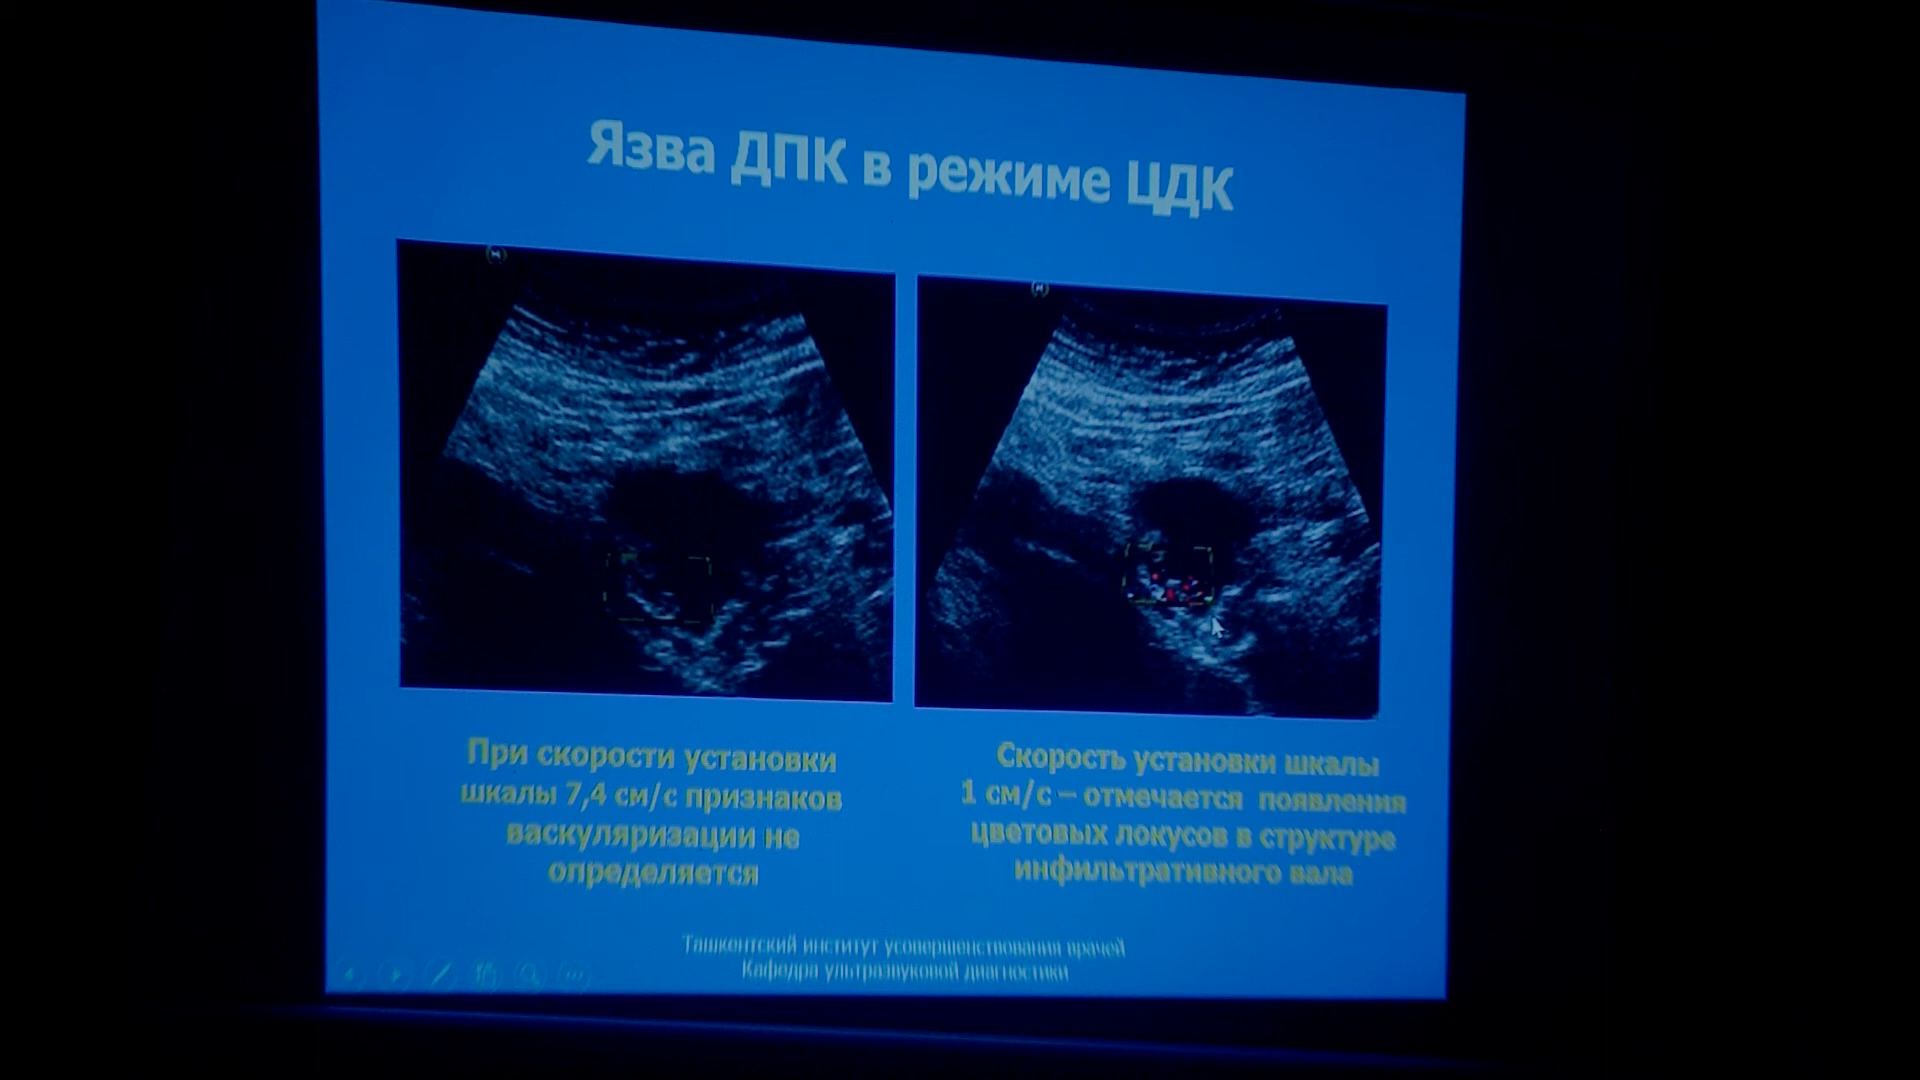 Язва ДПК в режиме ЦДК
При скорости установки
шкалы 7,4 см/с признаков
васкуляризации не
определяется
Скорость установки шкалы
1 см/с – отмечается появления
цветовых локусов в структуре
инфильтративного вала
Ташкентский институт усовершенствования врачей
Кафедра ультразвуковой диагностики